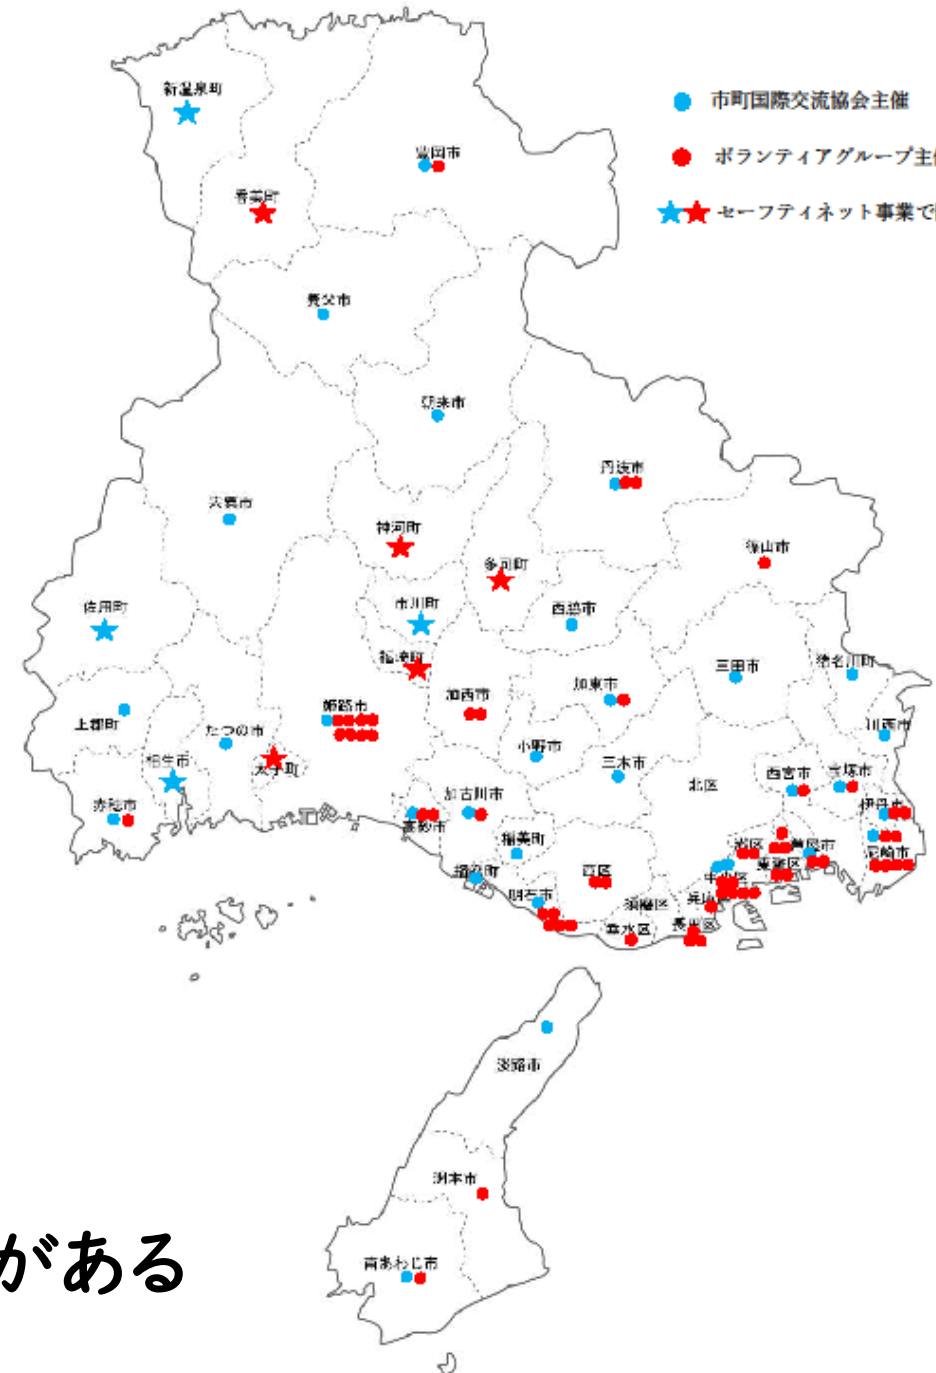 新温泉町
市町国際交流協会主催
豊岡市
ボランティアグループ主催
香美町
セーフティネット事業で
養父市
朝来市
丹波市
宍粟市
神河町
篠山市
多可町
佐用町
市川町
西脇市
福崎町
三田市
猪名川町
加東市
加西市
姫路市
上郡町
川西市
たつの市
小野市
相生市
三木市
太子町
西宮市
宝塚市
北区
加古川市
赤穂市
伊丹市
高砂市
稲美町
灘区
芦屋市
尼崎市
東灘区
西区
播磨町
中央区
明石市
兵庫区
須磨区
垂水区
長田区
淡路市
洲本市
がある
南あわじ市